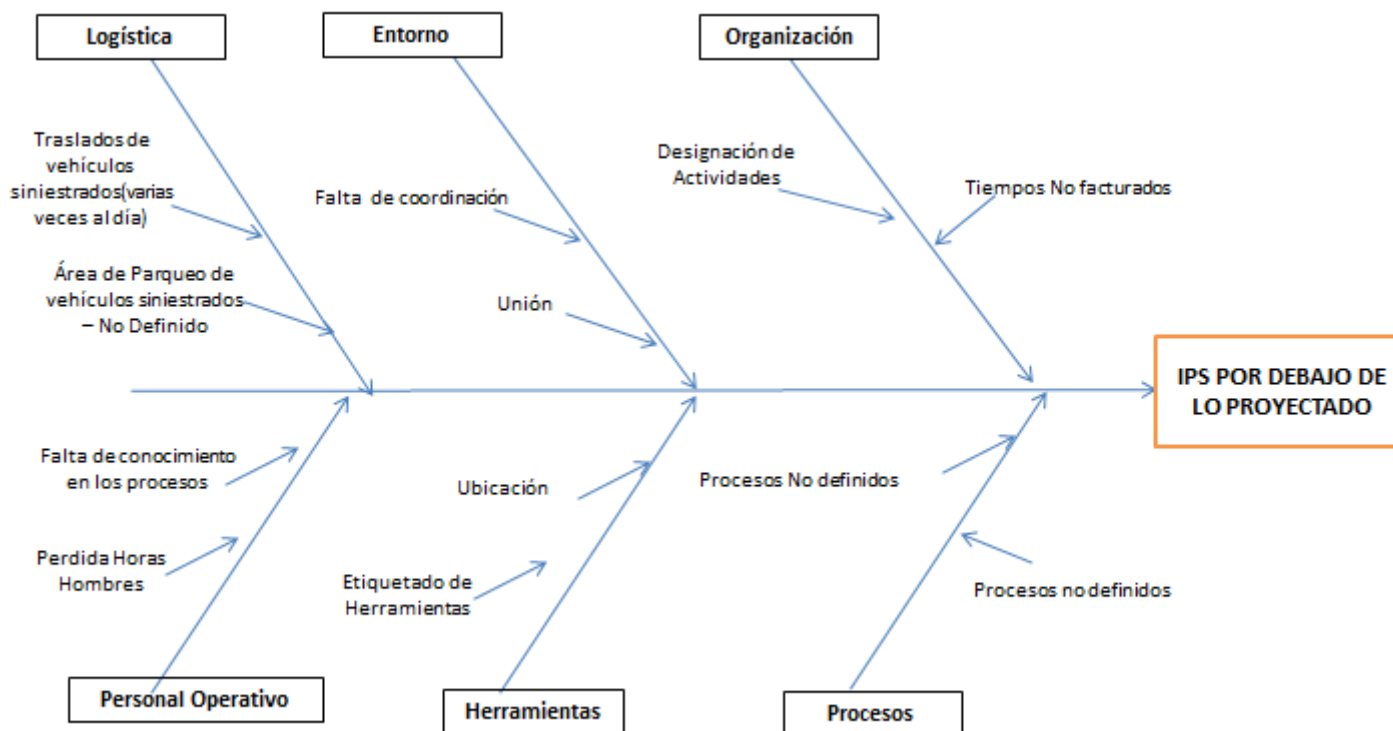 Logística
Entorno
Organización
Traslados de
vehículos
siniestrados(varias
veces al día)
Designación de
Actividades
Tiempos No facturados
Falta de coordinación
Área de Parqueo de
vehículos siniestrados
– No Definido
Unión
IPS POR DEBAJO DE
LO PROYECTADO
Falta de conocimiento
en los procesos
Ubicación
Procesos No definidos
Perdida Horas
Hombres
Etiquetado de
Herramientas
Procesos no definidos
Personal Operativo
Herramientas
Procesos